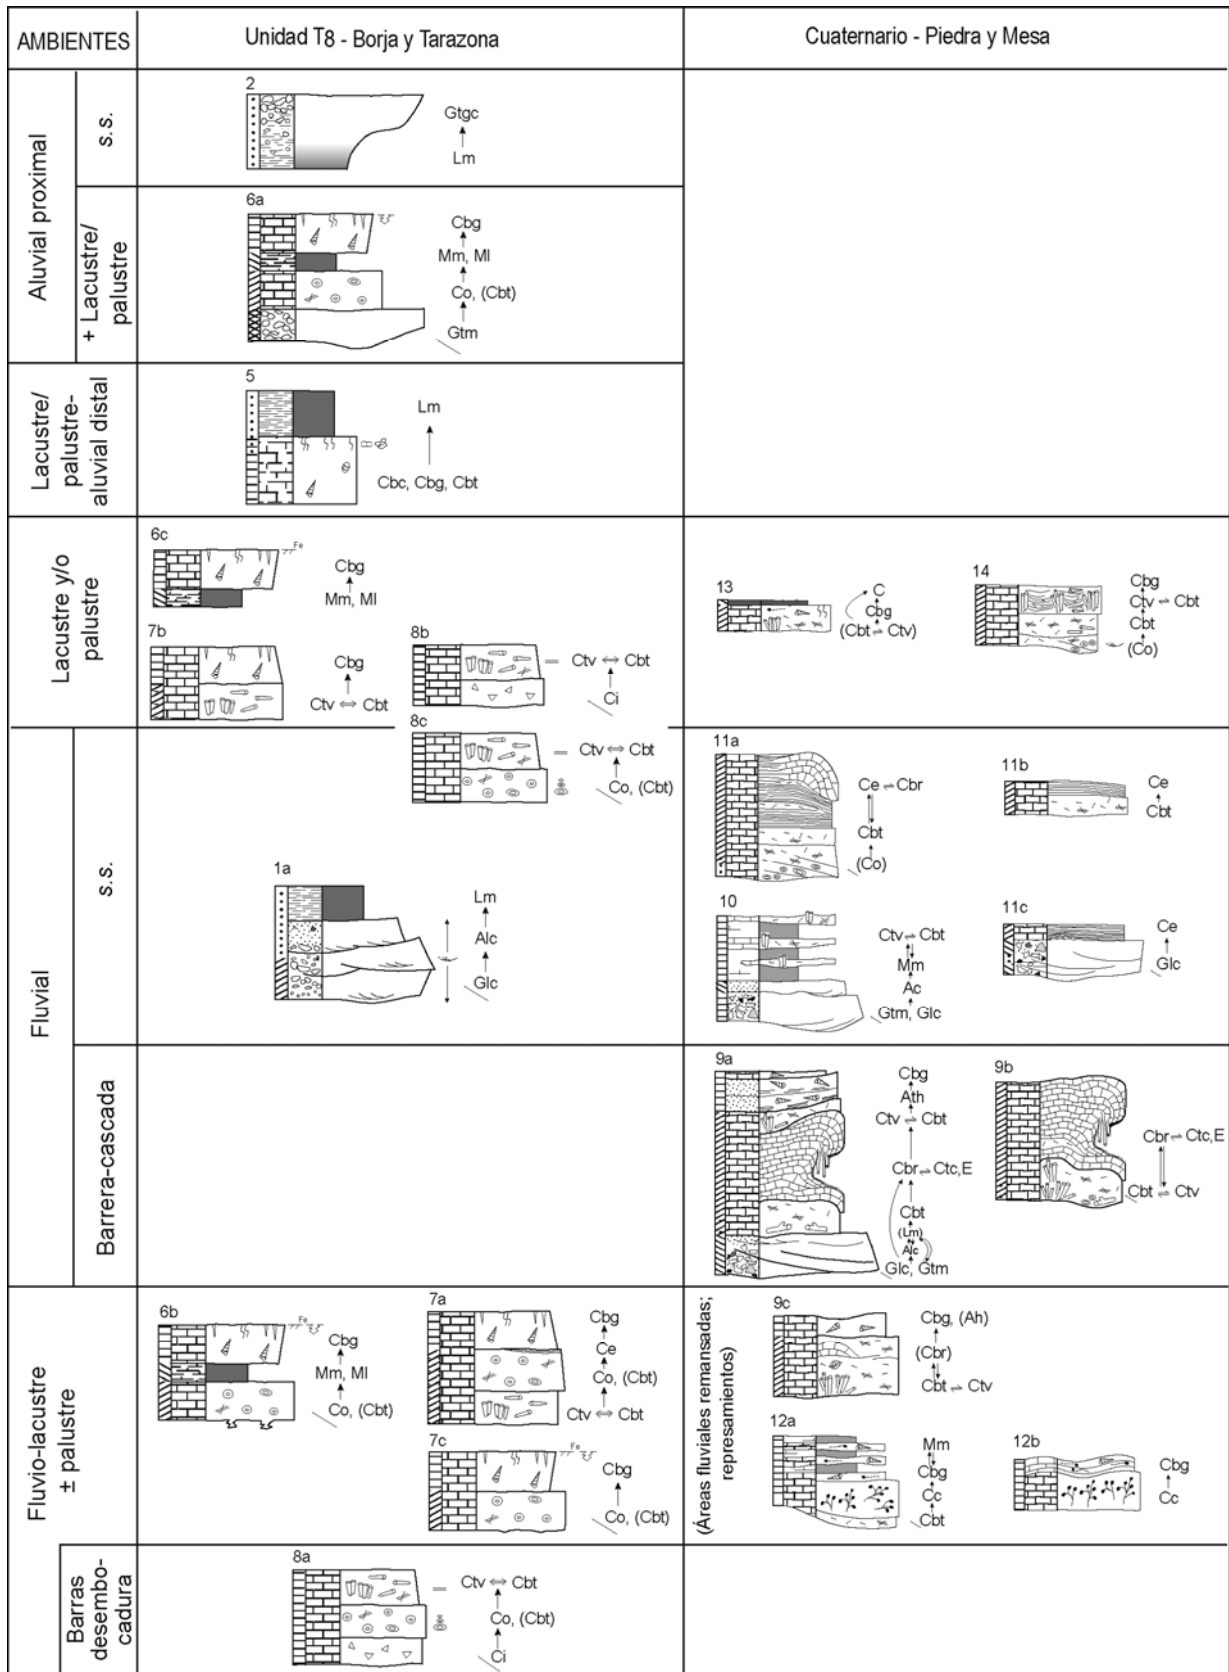 AMBIENTES
Unidad T8 - Borja y Tarazona
Cuaternario - Piedra y Mesa
Aluvial proximal
s.s.
2
Gtgc
Lm
+ Lacustre/
palustre
6a
Cbg
Mm, Ml
Co, (Cbt)
Gtm
Lacustre/
palustre-
aluvial distal
5
Lm
Cbc, Cbg, Cbt
Lacustre y/o
palustre
6c
Fe
Cbg
Mm, Ml
7b
Cbg
Ctv ⇔ Cbt
8b
= Ctv ⇔ Cbt
Ci
8c
= Ctv ⇔ Cbt
Co, (Cbt)
13
C
Cbg
(Cbt ⇌ Ctv)
14
Cbg
Ctv ⇌ Cbt
Cbt
(Co)
Fluvial
s.s.
1a
Lm
Alc
Glc
11a
Ce ⇌ Cbr
Cbt
(Co)
11b
Ce
Cbt
10
Ctv ⇌ Cbt
Mm
Ac
Gtm, Glc
11c
Ce
Glc
Barrera-cascada
9a
Cbg
Ath
Ctv ⇌ Cbt
Cbr ⇌ Ctc,E
Cbt
(Lm)
Alc
Glc, Gtm
9b
Cbr ⇌ Ctc,E
Cbt ⇌ Ctv
Fluvio-lacustre
± palustre
6b
Fe
Cbg
Mm, Ml
Co, (Cbt)
7a
Cbg
Ce
Co, (Cbt)
Ctv ⇔ Cbt
7c
Fe
Cbg
Co, (Cbt)
(Áreas fluviales remansadas;
represamientos)
9c
Cbg, (Ah)
(Cbr)
Cbt ⇌ Ctv
12a
Mm
Cbg
Cc
Cbt
12b
Cbg
Cc
Barras
desembo-
cadura
8a
= Ctv ⇔ Cbt
Co, (Cbt)
Ci